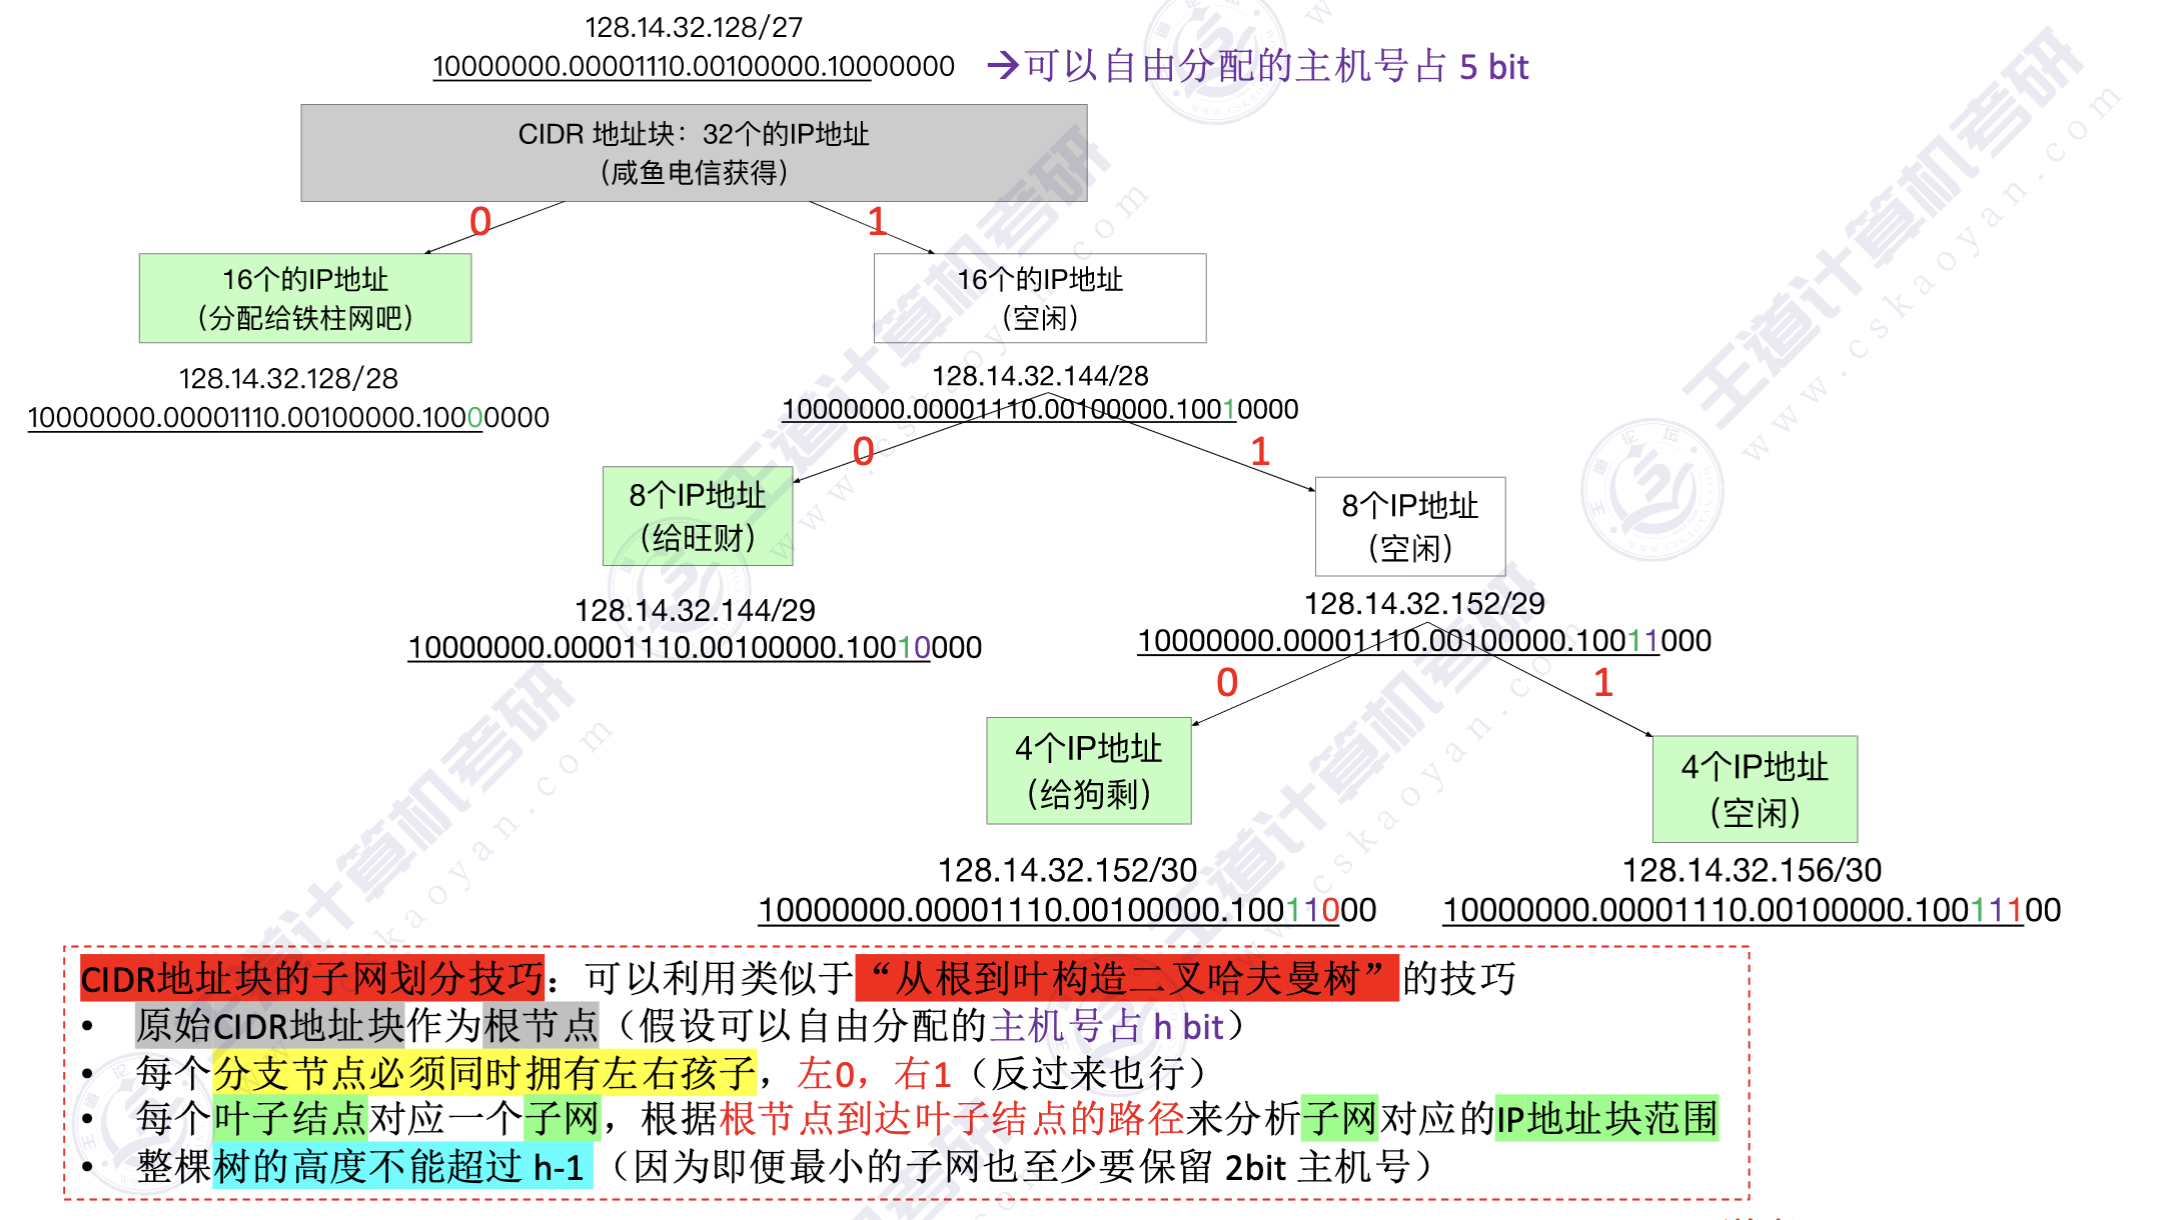 128.14.32.128/27
10000000.00001110.00100000.10000000 →可以自由分配的主机号占 5 bit
CIDR 地址块：32个的IP地址
（咸鱼电信获得）
0
1
16个的IP地址
（分配给铁柱网吧）
16个的IP地址
（空闲）
128.14.32.128/28
10000000.00001110.00100000.10000000
128.14.32.144/28
10000000.00001110.00100000.10010000
0
1
8个IP地址
（给旺财）
8个IP地址
（空闲）
128.14.32.144/29
10000000.00001110.00100000.10010000
128.14.32.152/29
10000000.00001110.00100000.10011000
0
1
4个IP地址
（给狗剩）
4个IP地址
（空闲）
128.14.32.152/30
10000000.00001110.00100000.10011000
128.14.32.156/30
10000000.00001110.00100000.10011100
CIDR地址块的子网划分技巧：可以利用类似于“从根到叶构造二叉哈夫曼树”的技巧
• 原始CIDR地址块作为根节点（假设可以自由分配的主机号占 h bit）
• 每个分支节点必须同时拥有左右孩子，左0，右1（反过来也行）
• 每个叶子结点对应一个子网，根据根节点到达叶子结点的路径来分析子网对应的IP地址块范围
• 整棵树的高度不能超过 h-1（因为即便最小的子网也至少要保留 2bit 主机号）
王道计算机考研
www.cskaoyan.com